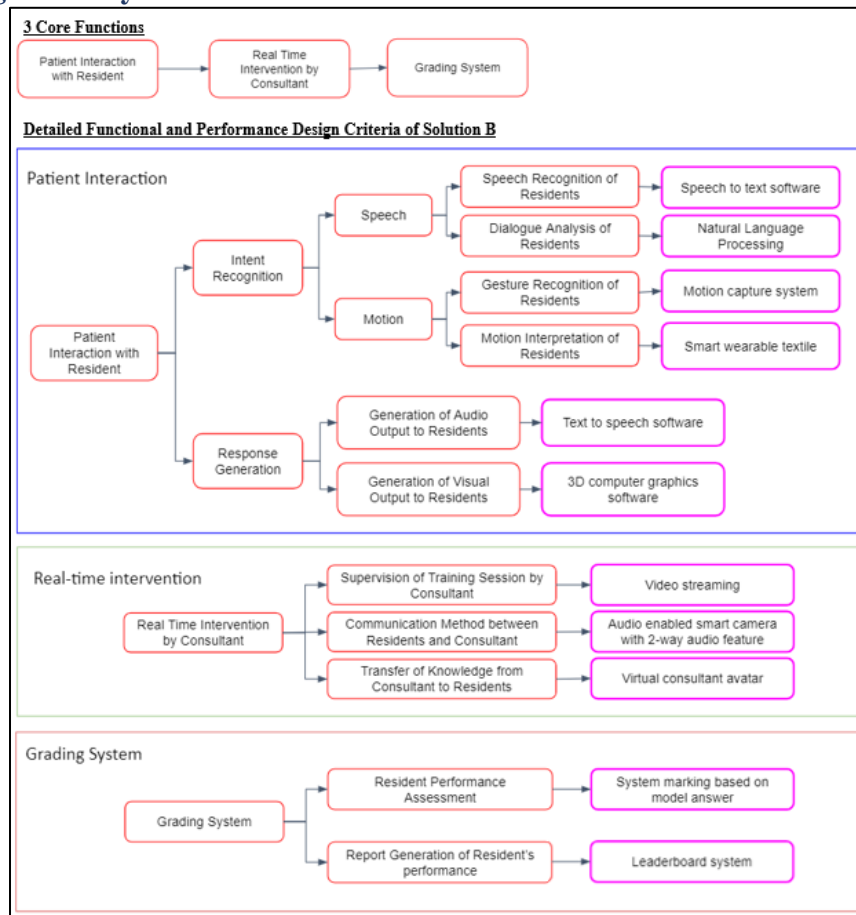 3 Core Functions
Patient Interaction
with Resident
Real Time
Intervention by
Consultant
Grading System
Detailed Functional and Performance Design Criteria of Solution B
Patient Interaction
Patient
Interaction with
Resident
Intent
Recognition
Speech
Speech Recognition of
Residents
Speech to text software
Dialogue Analysis of
Residents
Natural Language
Processing
Motion
Gesture Recognition of
Residents
Motion capture system
Motion Interpretation of
Residents
Smart wearable textile
Response
Generation
Generation of Audio
Output to Residents
Text to speech software
Generation of Visual
Output to Residents
3D computer graphics
software
Real-time intervention
Real Time Intervention
by Consultant
Supervision of Training Session by
Consultant
Video streaming
Communication Method between
Residents and Consultant
Audio enabled smart camera
with 2-way audio feature
Transfer of Knowledge from
Consultant to Residents
Virtual consultant avatar
Grading System
Grading System
Resident Performance
Assessment
System marking based on
model answer
Report Generation of Resident's
performance
Leaderboard system